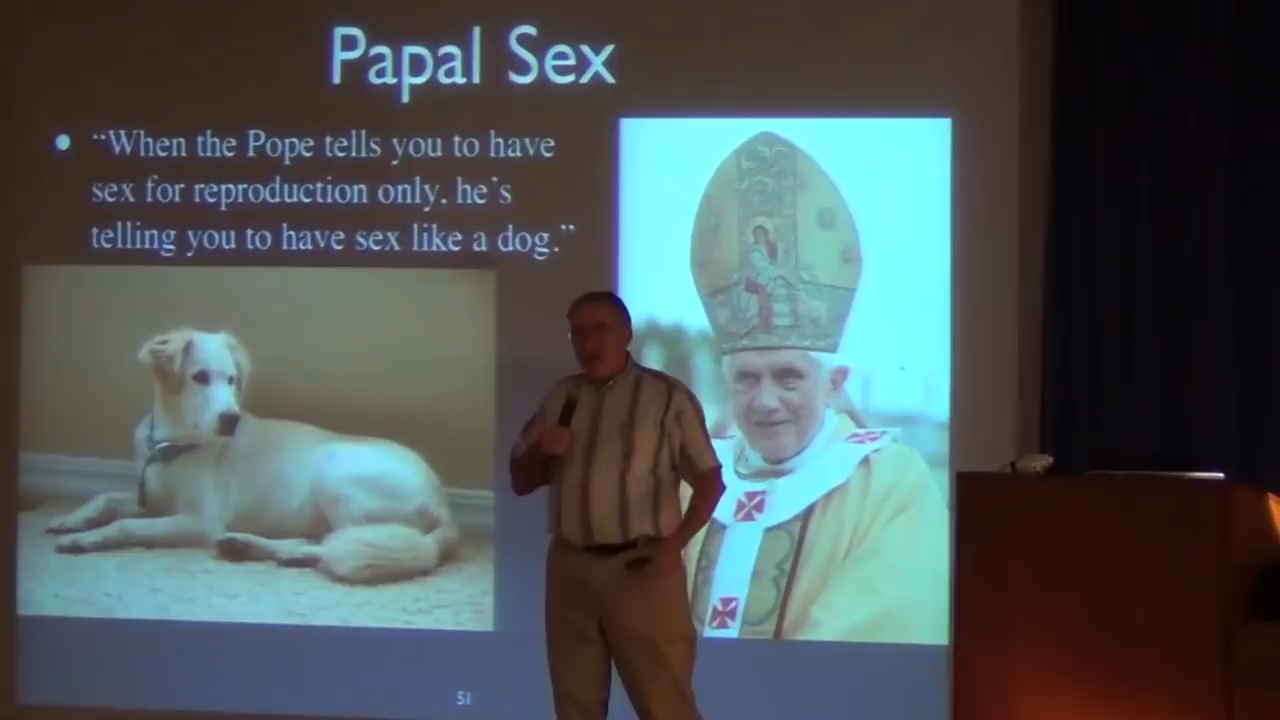 Papal Sex
• “When the Pope tells you to have
sex for reproduction only, he's
telling you to have sex like a dog.”
51